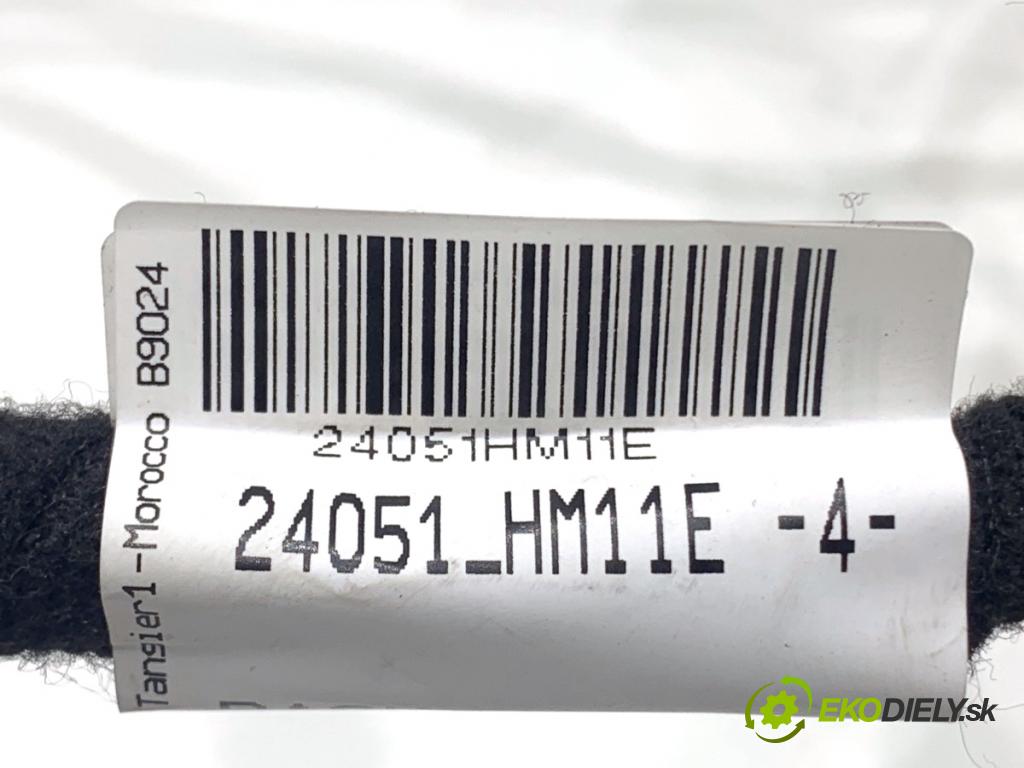 Tangier1-Morocco B9024
24051HM11E
24051_HM11E -4-
EKODIELY.sk